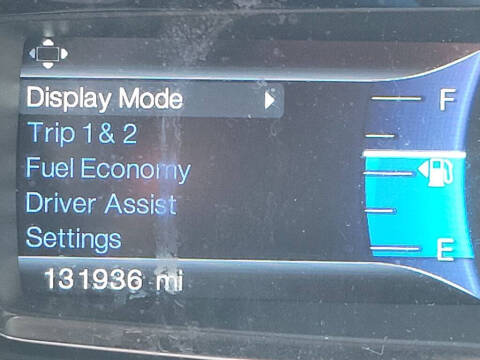 Display Mode
F
Trip 1 & 2
Fuel Economy
Driver Assist
Settings
E
131936 mi